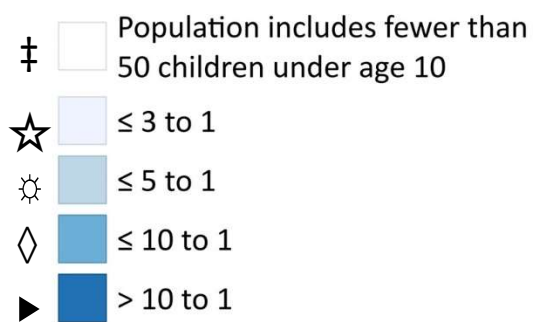 ‡ Population includes fewer than
50 children under age 10
☆ ≤ 3 to 1
☼ ≤ 5 to 1
◊ ≤ 10 to 1
▶ > 10 to 1